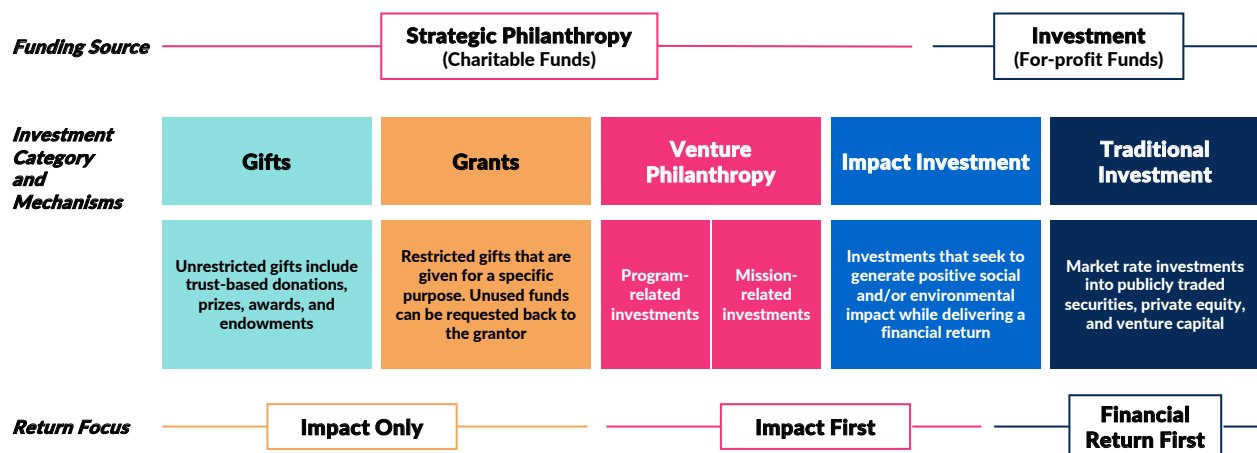 Funding Source
Strategic Philanthropy
(Charitable Funds)
Investment
(For-profit Funds)
Investment
Category
and
Mechanisms
Gifts
Grants
Venture
Philanthropy
Impact Investment
Traditional
Investment
Unrestricted gifts include
trust-based donations,
prizes, awards, and
endowments
Restricted gifts that are
given for a specific
purpose. Unused funds
can be requested back to
the grantor
Program-
related
investments
Mission-
related
investments
Investments that seek to
generate positive social
and/or environmental
impact while delivering a
financial return
Market rate investments
into publicly traded
securities, private equity,
and venture capital
Return Focus
Impact Only
Impact First
Financial
Return First